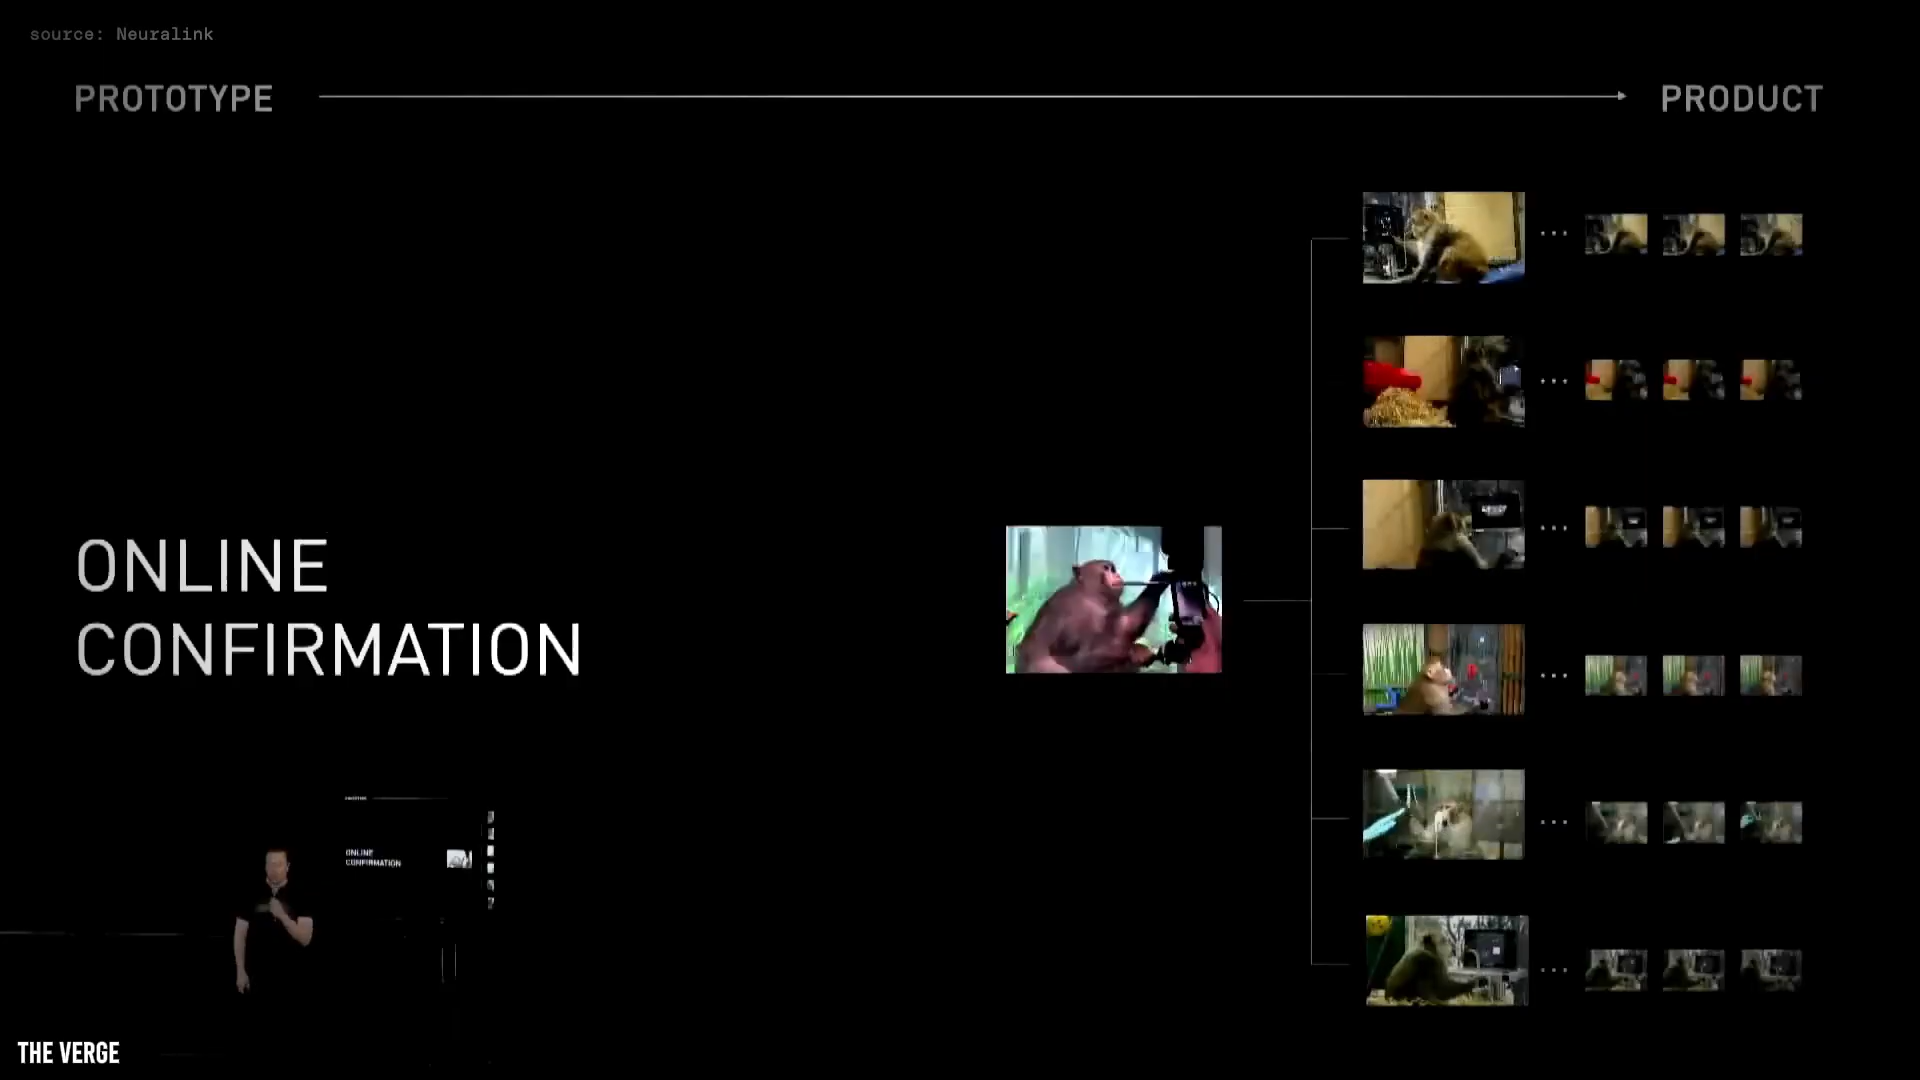 source: Neuralink
PROTOTYPE
PRODUCT
ONLINE
CONFIRMATION
ONLINE
CONFIRMATION
THE VERGE